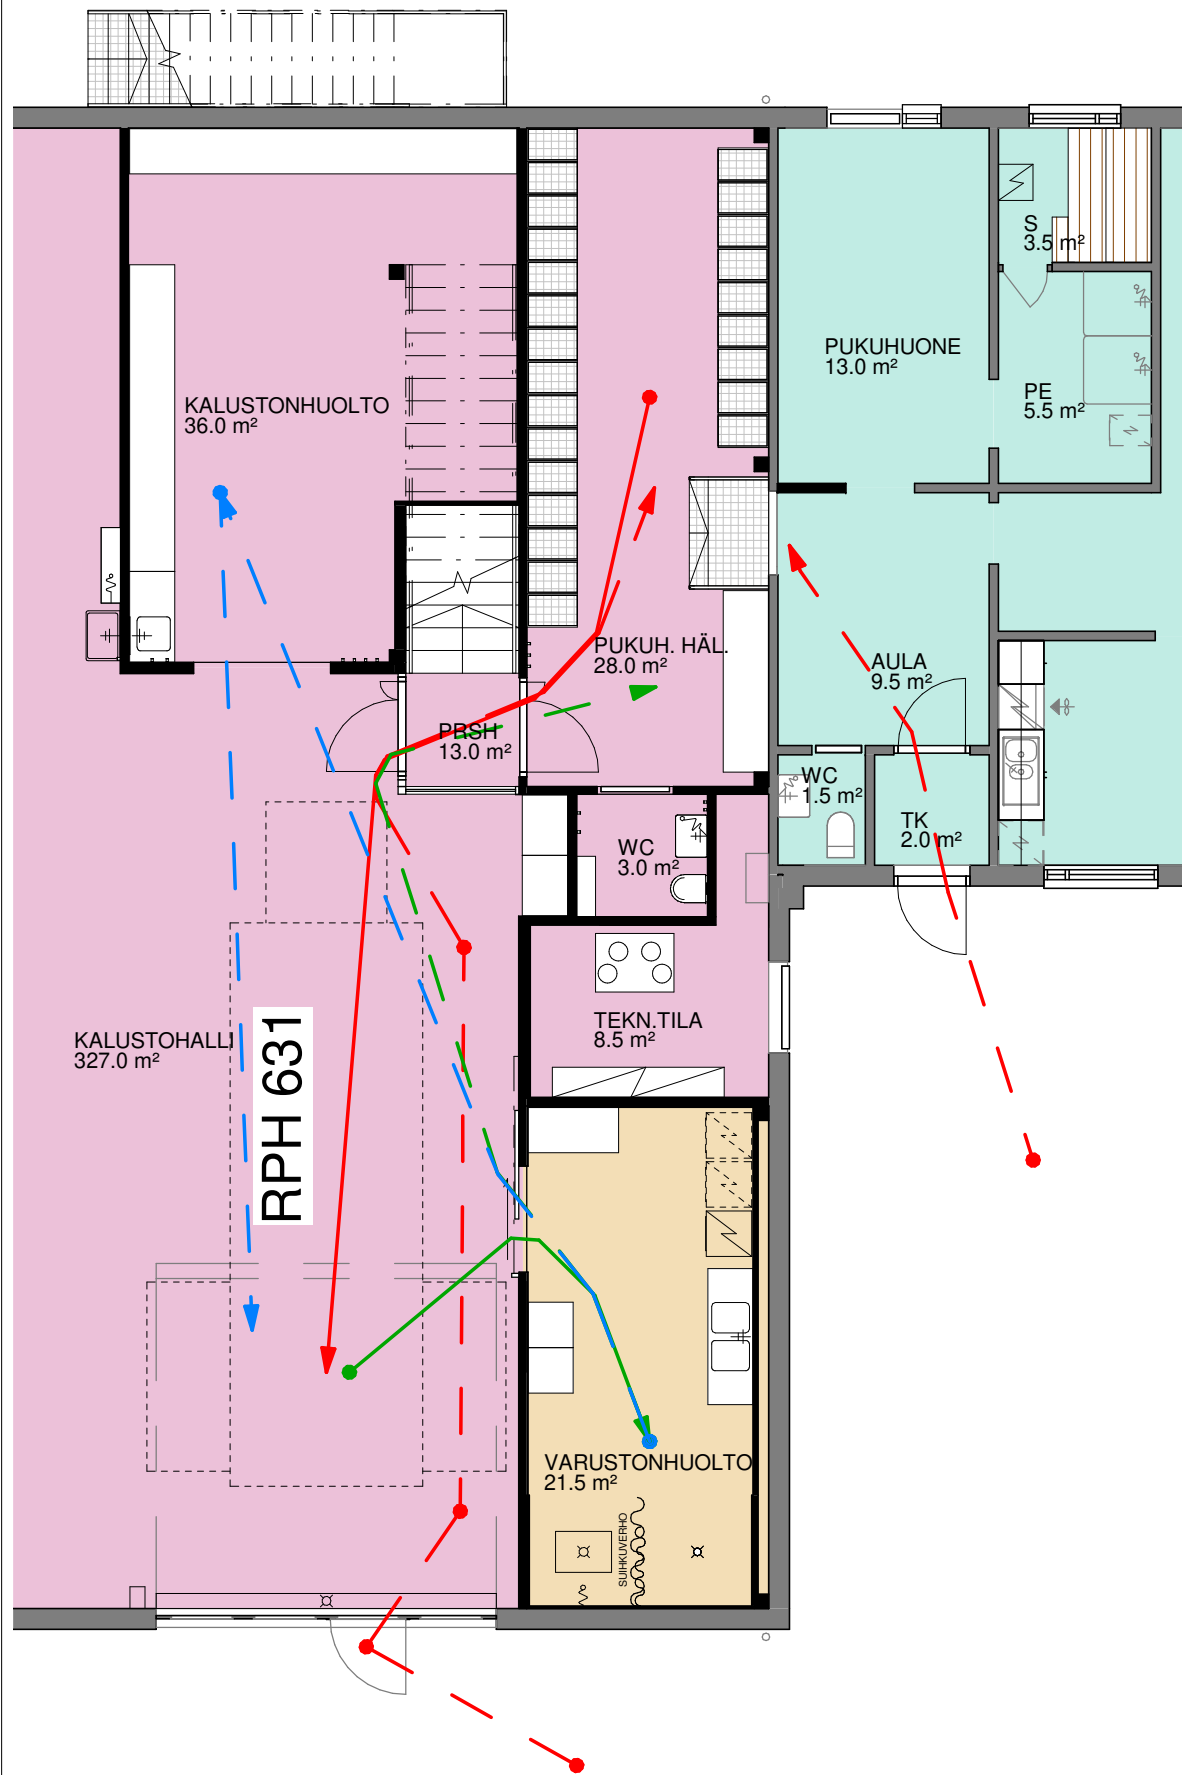 S
3.5 m²
PUKUHUONE
13.0 m²
PE
5.5 m²
KALUSTONHUOLTO
36.0 m²
PUKUH. HÄL.
28.0 m²
AULA
9.5 m²
PRSH
13.0 m²
WC
1.5 m²
TK
2.0 m²
WC
3.0 m²
TEKN.TILA
8.5 m²
KALUSTOHALLI
327.0 m²
RPH 631
VARUSTONHUOLTO
21.5 m²
SUIHKUVERHO